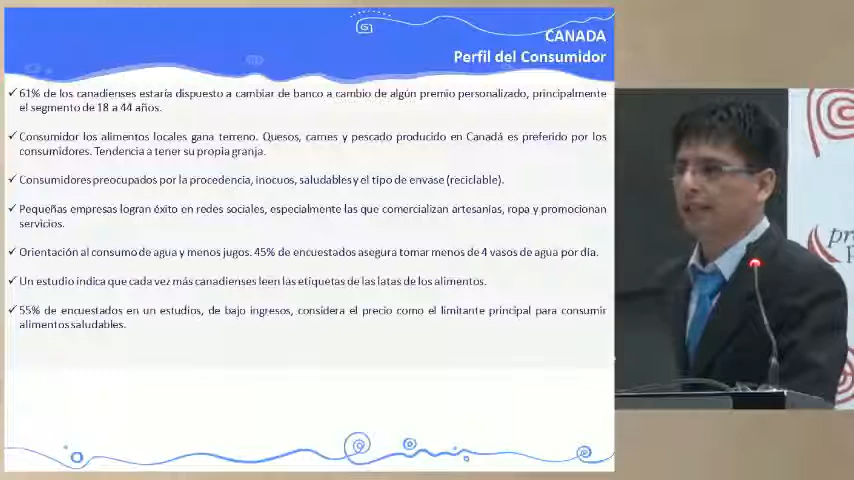 CANADA
Perfil del Consumidor
✓ 61% de los canadienses estaría dispuesto a cambiar de banco a cambio de algún premio personalizado, principalmente
el segmento de 18 a 44 años.
✓ Consumidor los alimentos locales gana terreno. Quesos, carnes y pescado producido en Canadá es preferido por los
consumidores. Tendencia a tener su propia granja.
✓ Consumidores preocupados por la procedencia, inocuos, saludables y el tipo de envase (reciclable).
✓ Pequeñas empresas logran éxito en redes sociales, especialmente las que comercializan artesanias, ropa y promocionan
servicios.
✓ Orientación al consumo de agua y menos jugos. 45% de encuestados asegura tomar menos de 4 vasos de agua por día.
✓ Un estudio indica que cada vez más canadienses leen las etiquetas de las latas de los alimentos.
✓ 55% de encuestados en un estudios, de bajo ingresos, considera el precio como el limitante principal para consumir
alimentos saludables.